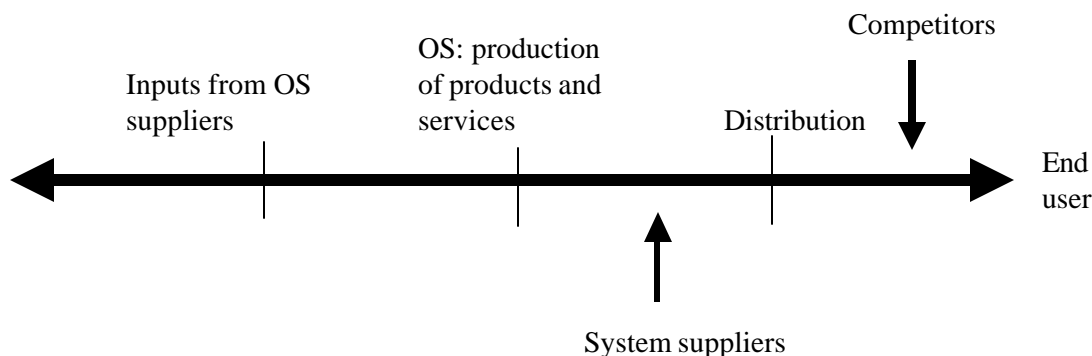 Competitors
OS: production
of products and
services
Inputs from OS
suppliers
Distribution
End
user
System suppliers